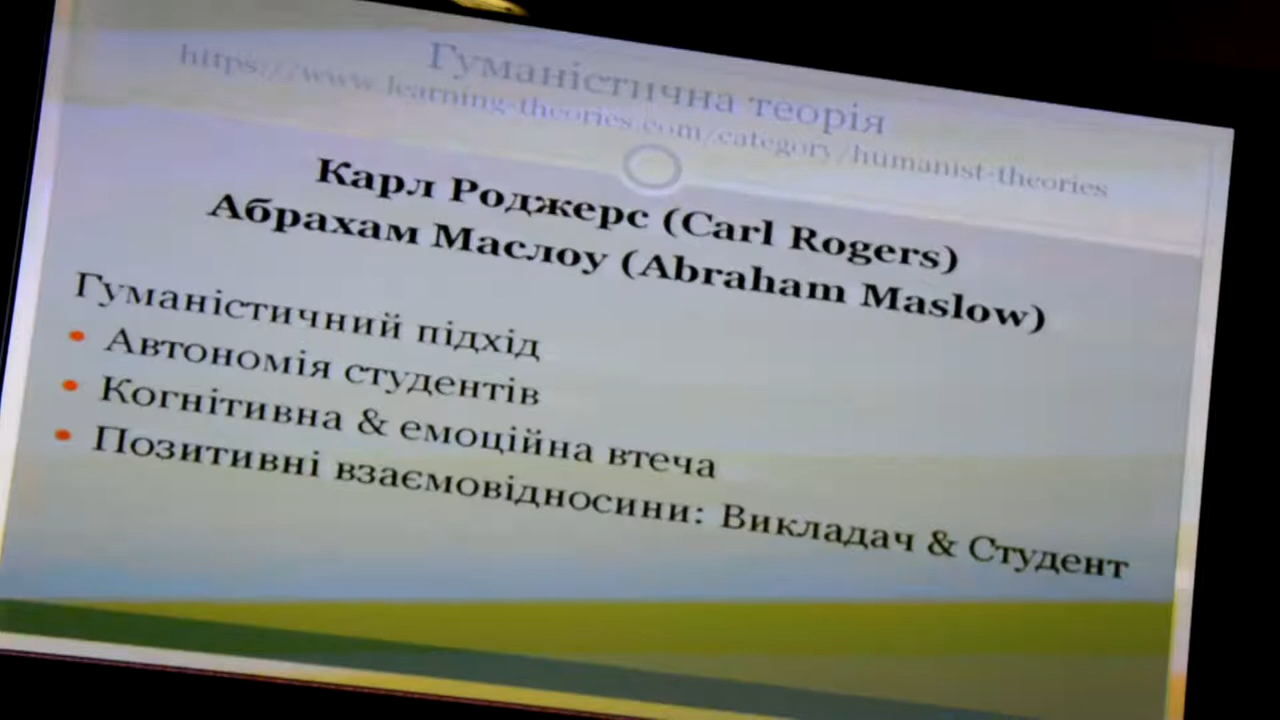 Гуманістична теорія
https://www.learning-theories.com/category/humanist-theories
Карл Роджерс (Carl Rogers)
Абрахам Маслоу (Abraham Maslow)
Гуманістичний підхід
Автономія студентів
Когнітивна & емоційна втеча
Позитивні взаємовідносини: Викладач & Студент